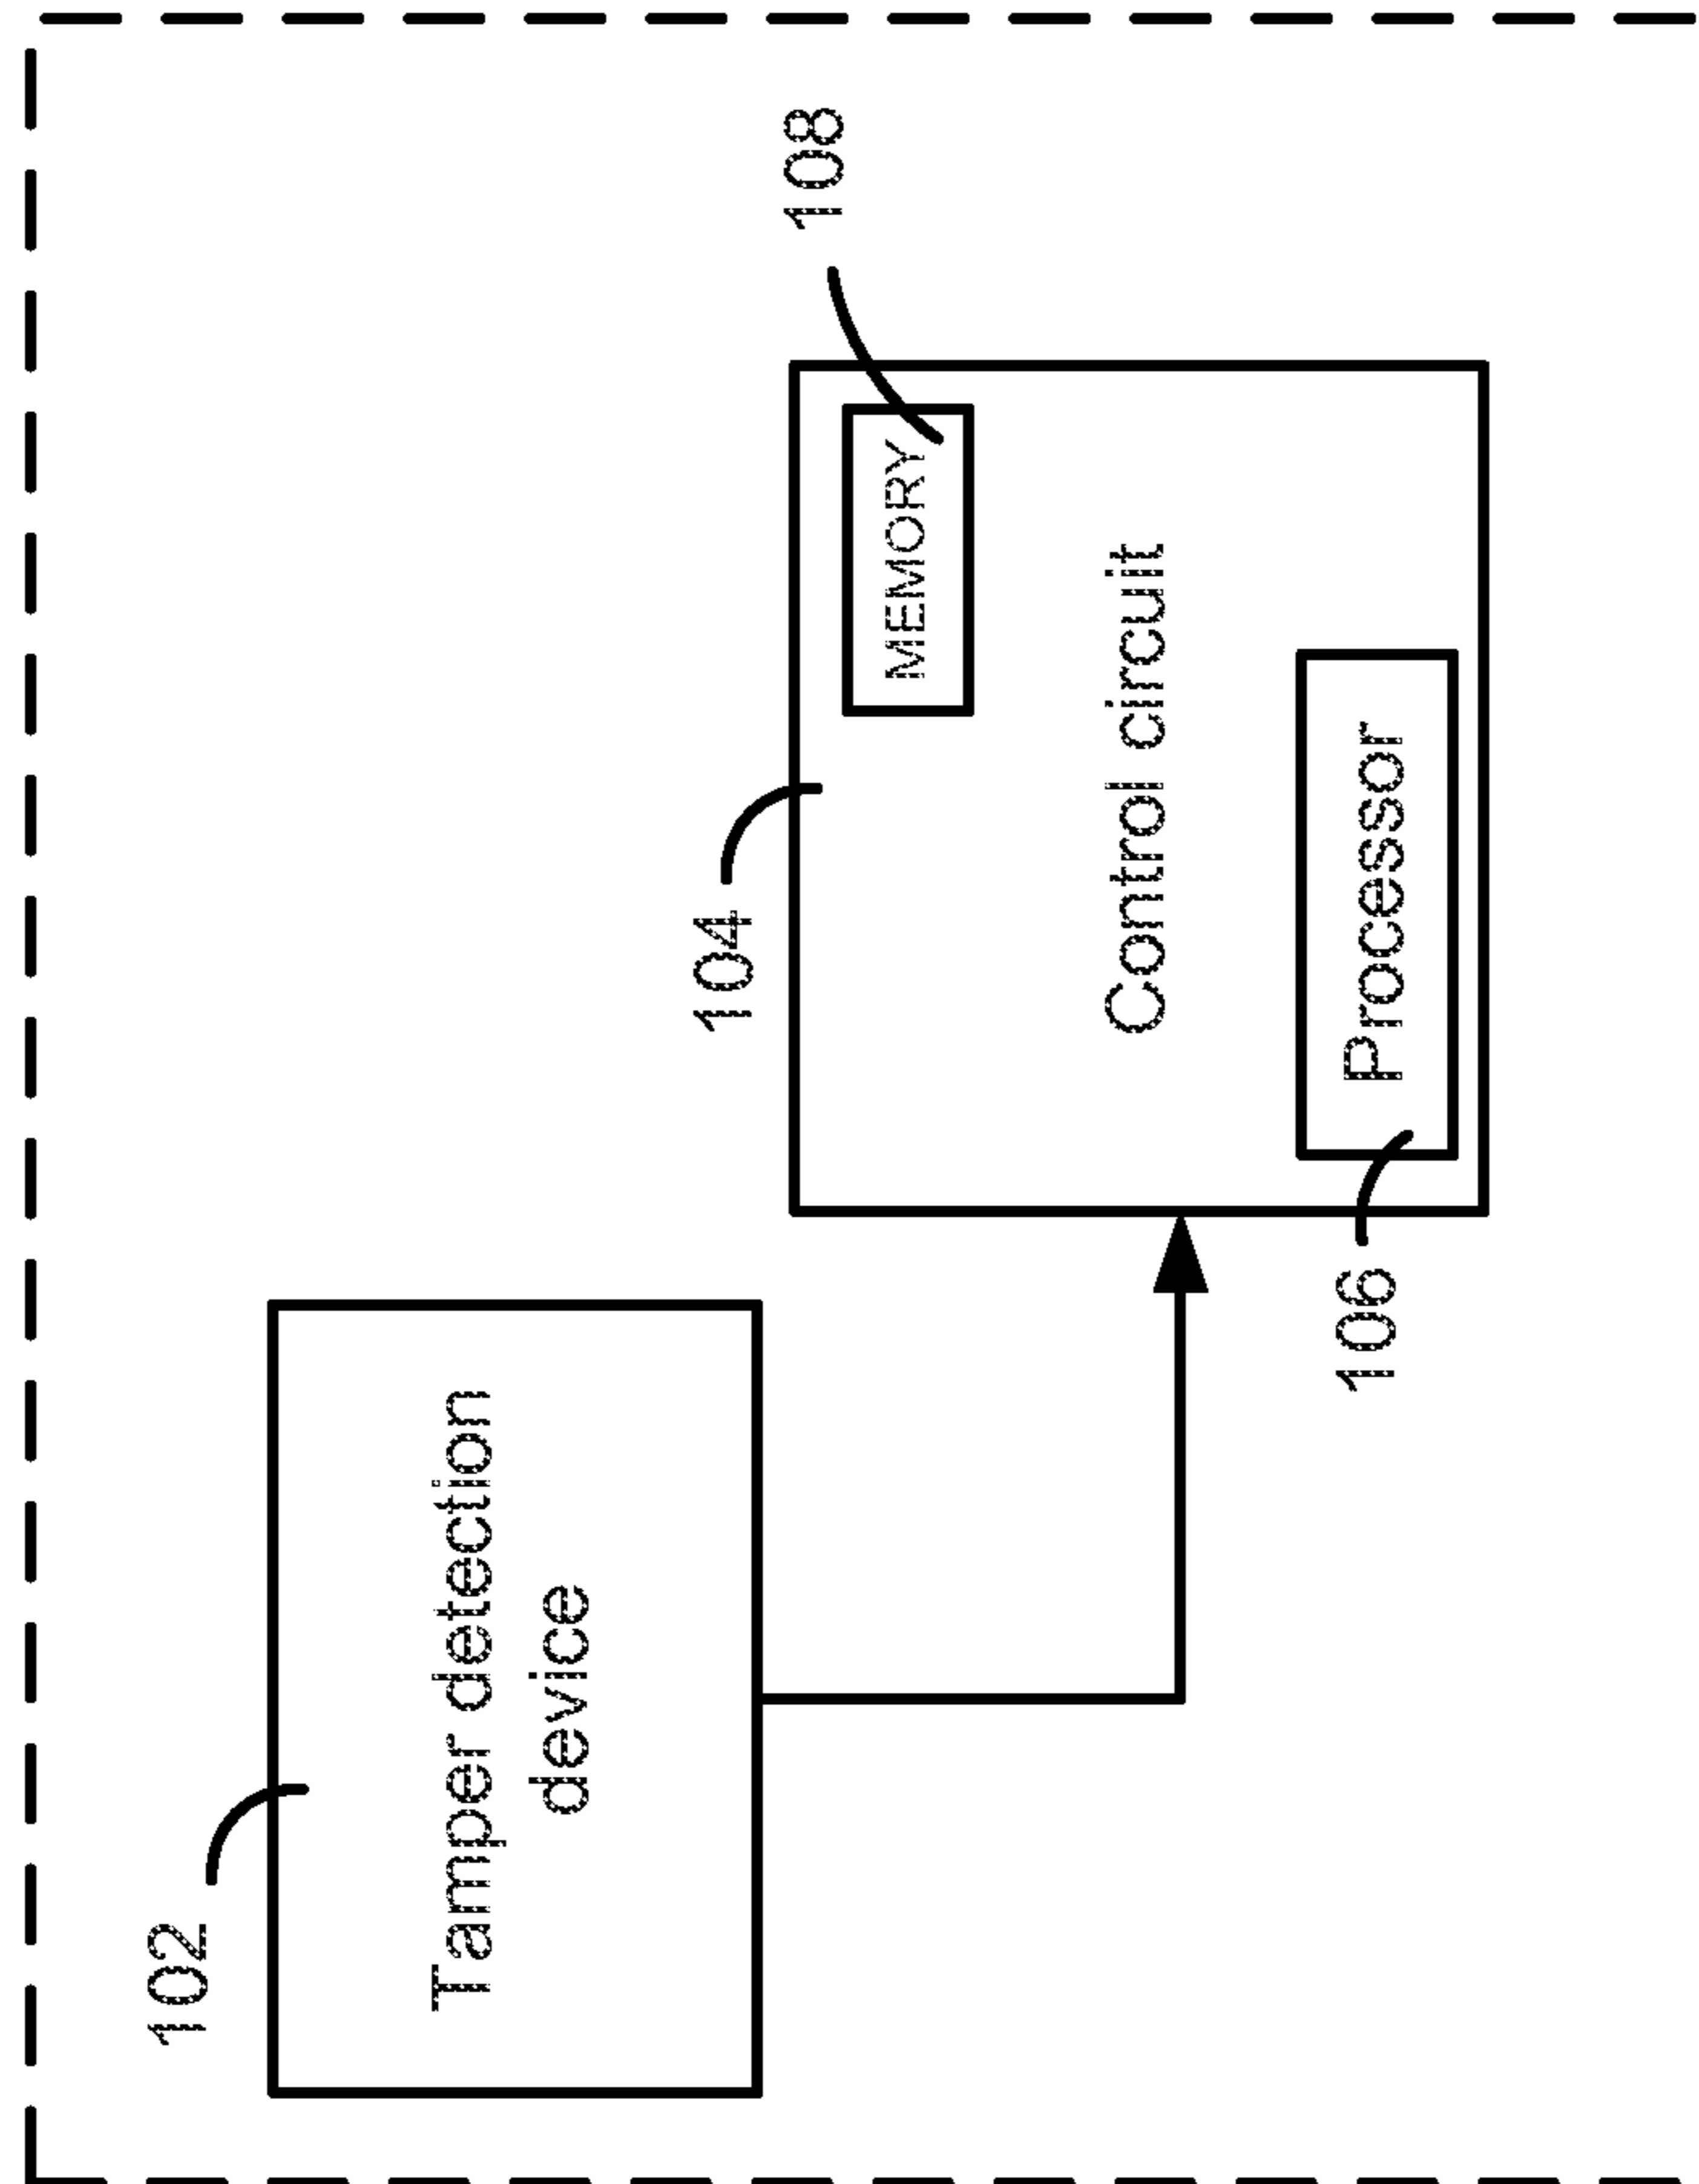 102
Tamper detection
device
104
108
MEMORY
Control circuit
Processor
106